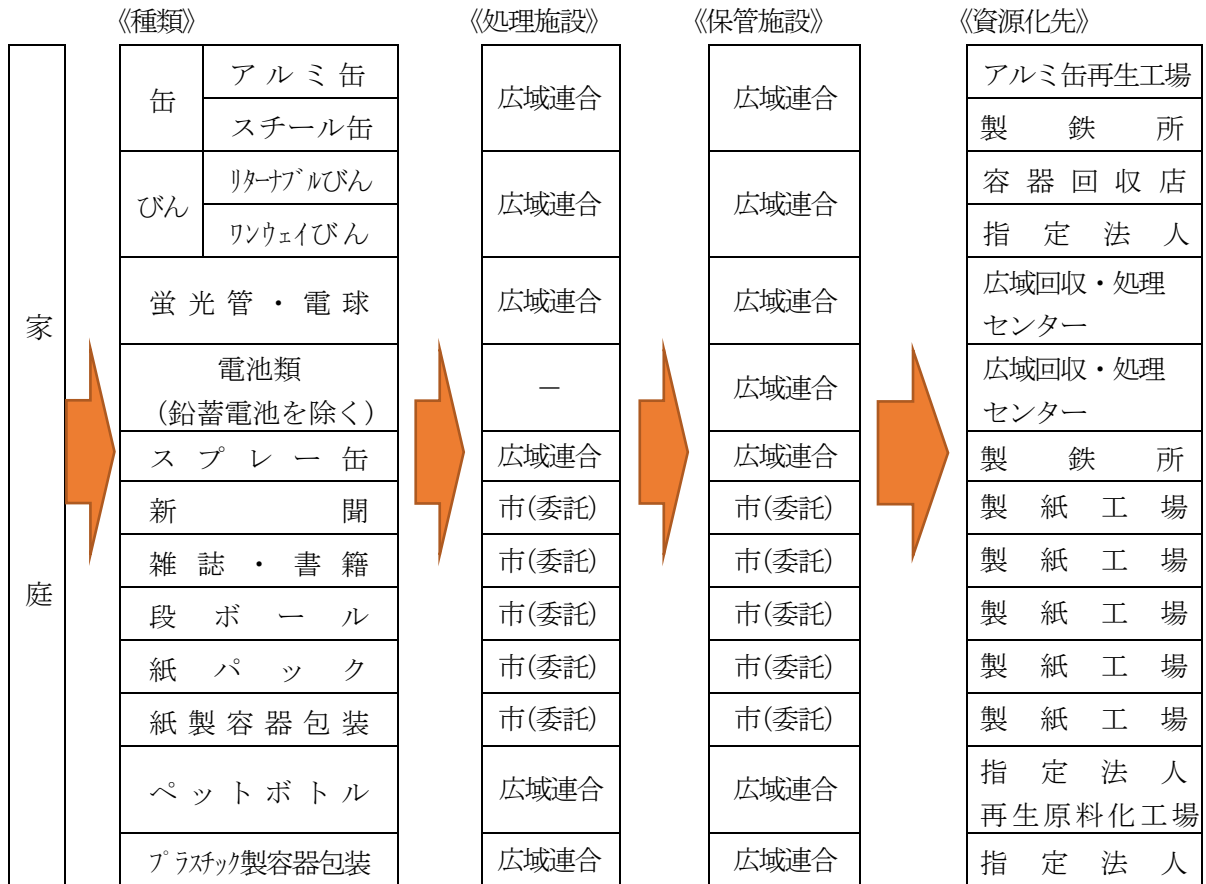 《種類》 《処理施設》 《保管施設》 《資源化先》
家庭
缶 アルミ缶 広域連合 広域連合 アルミ缶再生工場
スチール缶 製鉄所
びん リターナブルびん 広域連合 広域連合 容器回収店
ワンウェイびん 指定法人
蛍光管・電球 広域連合 広域連合 広域回収・処理
センター
電池類
(鉛蓄電池を除く) － 広域連合 広域回収・処理
センター
スプレー缶 広域連合 広域連合 製鉄所
新聞 市(委託) 市(委託) 製紙工場
雑誌・書籍 市(委託) 市(委託) 製紙工場
段ボール 市(委託) 市(委託) 製紙工場
紙パック 市(委託) 市(委託) 製紙工場
紙製容器包装 市(委託) 市(委託) 製紙工場
ペットボトル 広域連合 広域連合 指定法人
再生原料化工場
プラスチック製容器包装 広域連合 広域連合 指定法人